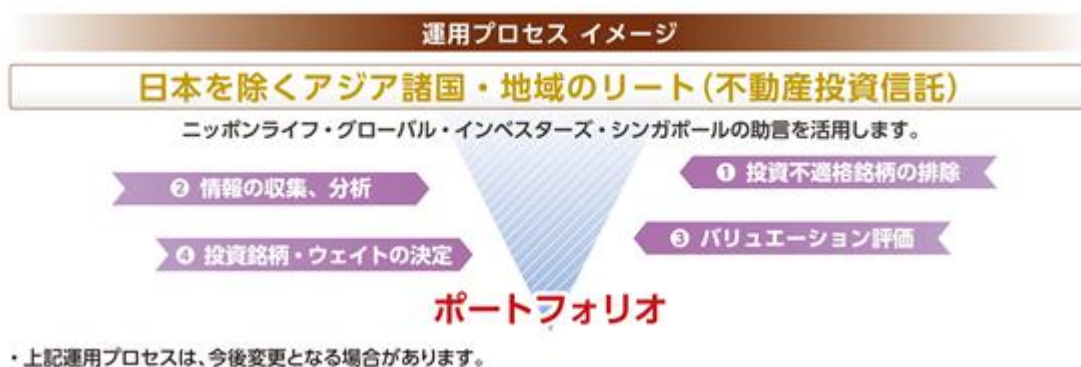 運用プロセス イメージ
日本を除くアジア諸国・地域のリート(不動産投資信託)
ニッポンライフ・グローバル・インベスターズ・シンガポールの助言を活用します。
❶ 投資不適格銘柄の排除
❷ 情報の収集、分析
❸ バリュエーション評価
❹ 投資銘柄・ウェイトの決定
ポートフォリオ
・上記運用プロセスは、今後変更となる場合があります。